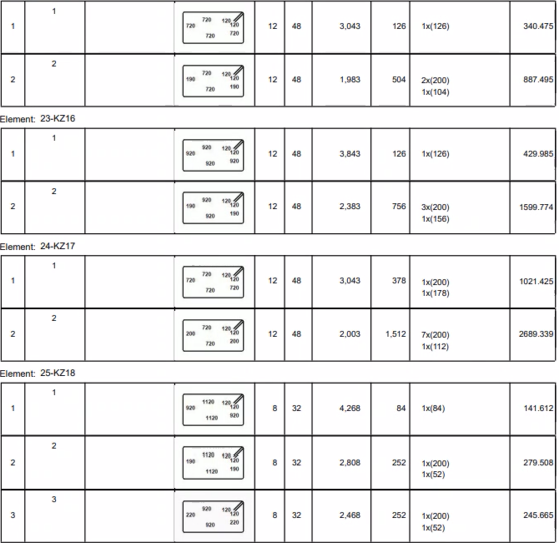 1 1 720 720 120 120 720 720 12 48 3,043 126 1x(126) 340.475
2 2 190 720 120 120 190 720 12 48 1,983 504 2x(200) 887.495
1x(104)
Element: 23-KZ16
1 1 920 920 120 120 920 920 12 48 3,843 126 1x(126) 429.985
2 2 190 920 120 120 190 920 12 48 2,383 756 3x(200) 1599.774
1x(156)
Element: 24-KZ17
1 1 720 720 120 120 720 720 12 48 3,043 378 1x(200) 1021.425
1x(178)
2 2 200 720 120 120 200 720 12 48 2,003 1,512 7x(200) 2689.339
1x(112)
Element: 25-KZ18
1 1 920 1120 120 120 920 1120 8 32 4,268 84 1x(84) 141.612
2 2 190 1120 120 120 190 1120 8 32 2,808 252 1x(200) 279.508
1x(52)
3 3 220 920 120 120 220 920 8 32 2,468 252 1x(200) 245.665
1x(52)